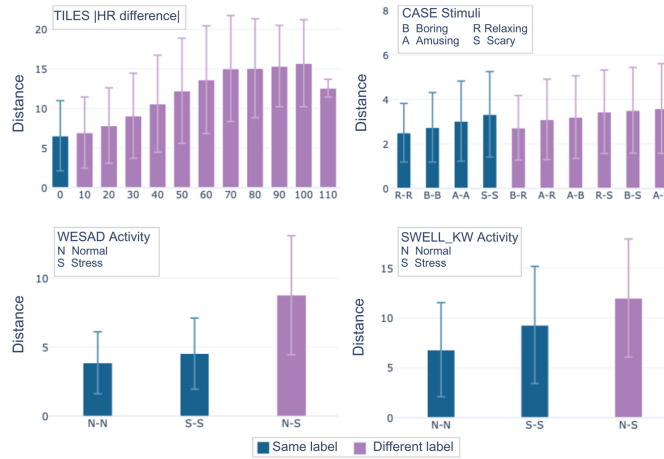 TILES |HR difference|
Distance
20
15
10
5
0
0 10 20 30 40 50 60 70 80 90 100 110
CASE Stimuli
B Boring R Relaxing
A Amusing S Scary
Distance
8
6
4
2
0
R-R B-B A-A S-S B-R A-R A-B R-S B-S A-
WESAD Activity
N Normal
S Stress
Distance
10
5
0
N-N S-S N-S
SWELL_KW Activity
N Normal
S Stress
Distance
15
10
5
0
N-N S-S N-S
Same label Different label